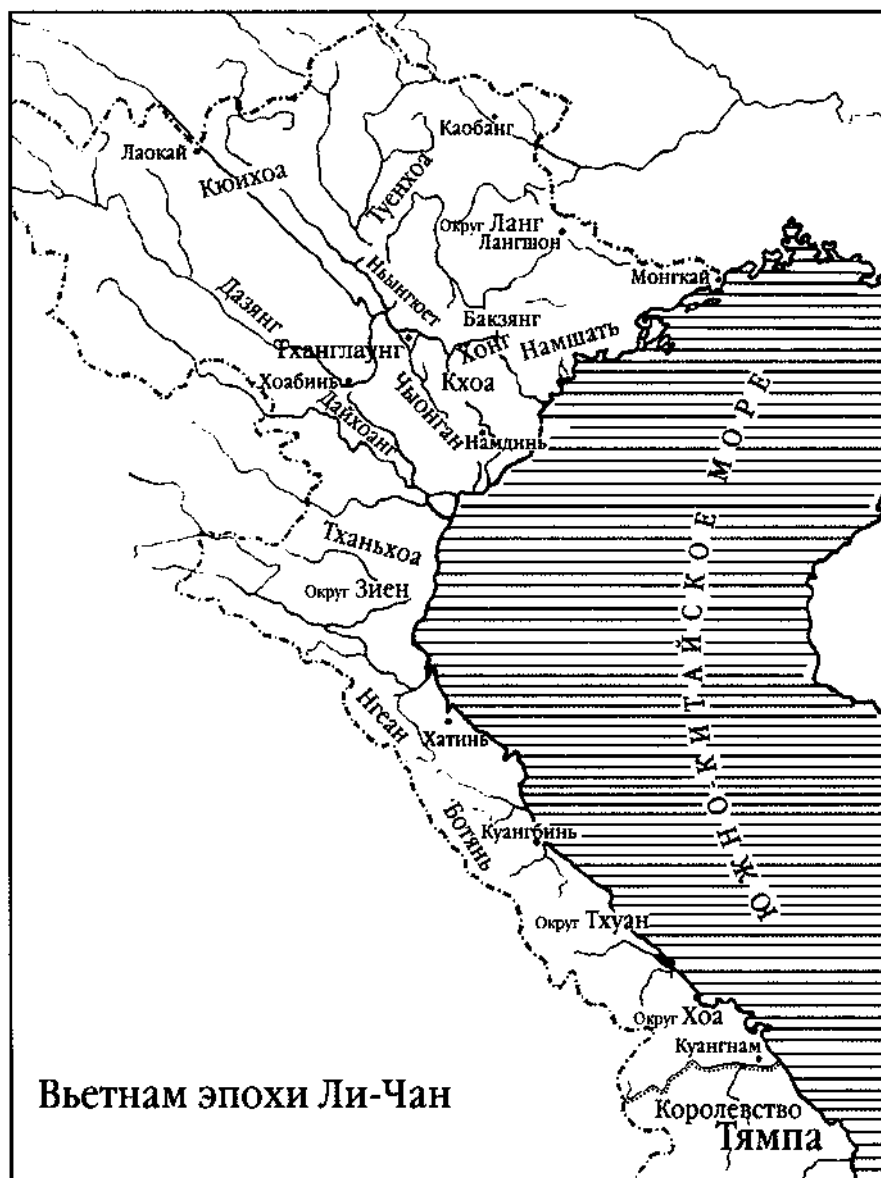 Каобанг
Лаокай
Кюихоа
Туенхоа
Округ Ланг
Лангшон
Монгкай
Ньынгюет
Дазянг
Бакзянг
Тханглаунг
Хонг
Намшать
Кхоа
Хоабинь
Чыонган
Дайхоанг
Намдинь
ЮЖНО-КИТАЙСКОЕ МОРЕ
Тханьхоа
Округ Зиен
Нгеан
Хатинь
Ботянь
Куангбинь
Округ Тхуан
Округ Хоа
Куангнам
Вьетнам эпохи Ли-Чан
Королевство
Тямпа